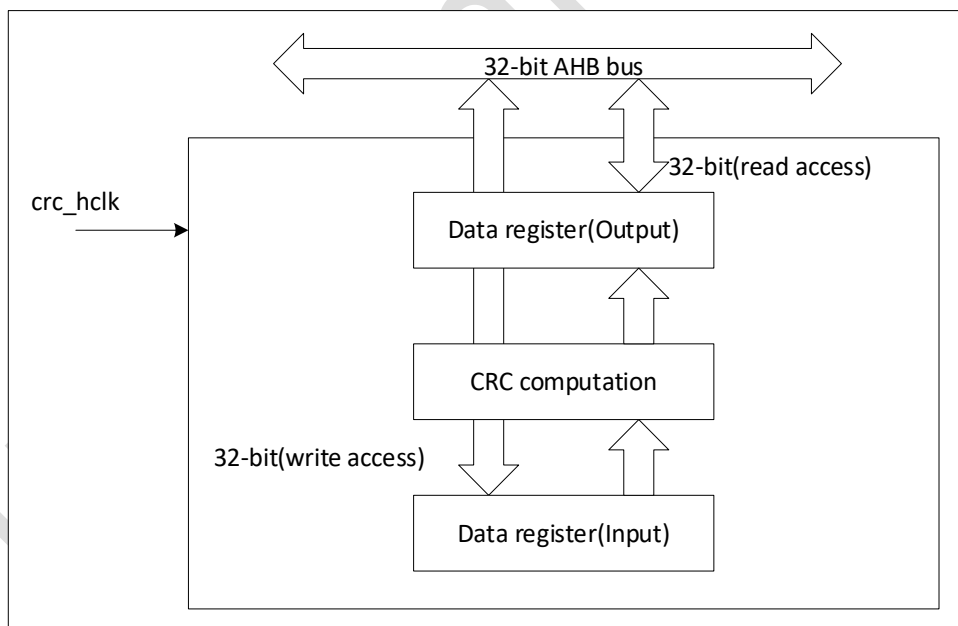 32-bit AHB bus
32-bit(read access)
crc_hclk
Data register(Output)
CRC computation
32-bit(write access)
Data register(Input)